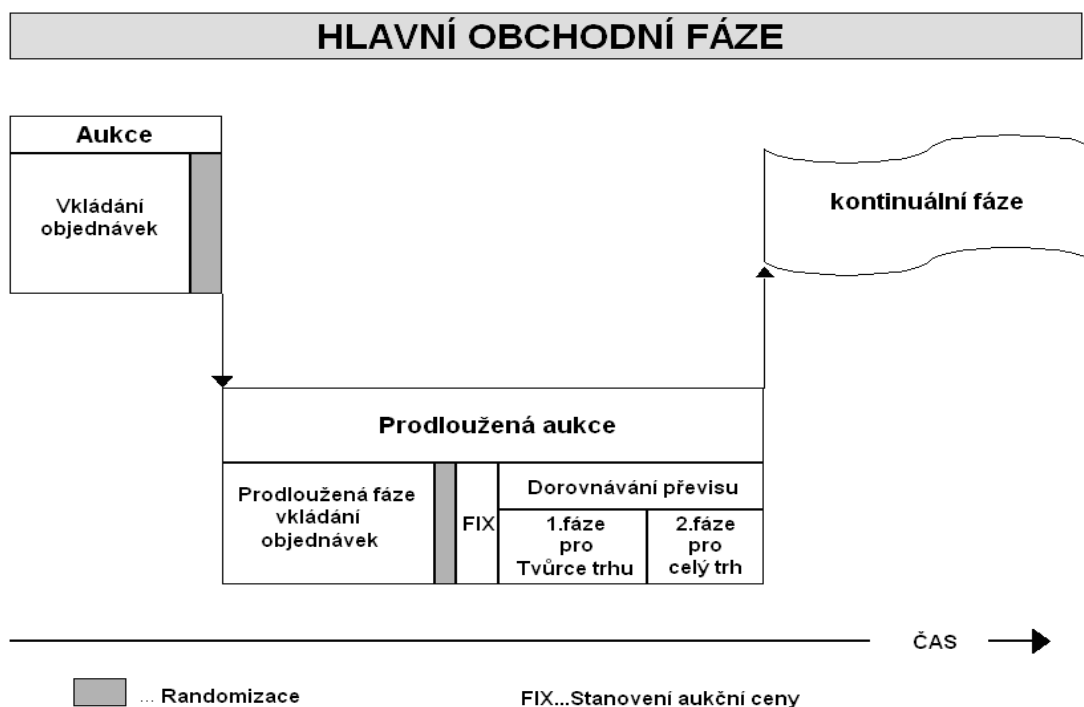 HLAVNÍ OBCHODNÍ FÁZE
Aukce
Vkládání
objednávek
kontinuální fáze
Prodloužená aukce
Prodloužená fáze
vkládání
objednávek
FIX
Dorovnávání převisu
1.fáze
pro
Tvůrce trhu
2.fáze
pro
celý trh
ČAS
... Randomizace
FIX...Stanovení aukční ceny